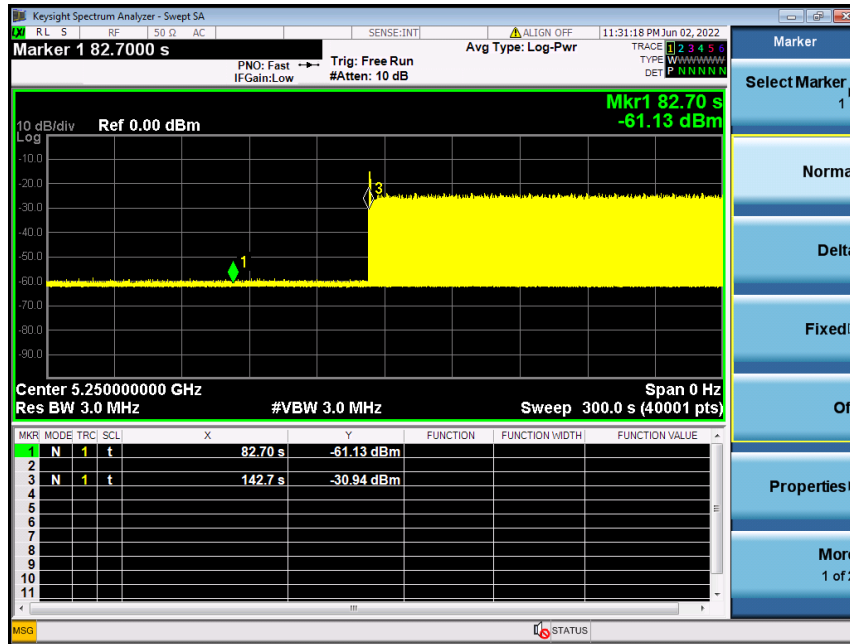 Keysight Spectrum Analyzer - Swept SA
LXI RL S RF 50 Ω AC SENSE:INT ALIGN OFF 11:31:18 PM Jun 02, 2022
Marker 1 82.7000 s
PNO: Fast
IFGain:Low
Trig: Free Run
#Atten: 10 dB
Avg Type: Log-Pwr
TRACE 1 2 3 4 5 6
TYPE WWWWWW
DET P NNNNN
Mkr1 82.70 s
-61.13 dBm
10 dB/div Ref 0.00 dBm
Log
-10.0
-20.0
-30.0
-40.0
-50.0
-60.0
-70.0
-80.0
-90.0
1
3
Center 5.250000000 GHz Span 0 Hz
Res BW 3.0 MHz #VBW 3.0 MHz Sweep 300.0 s (40001 pts)
MKR MODE TRC SCL X Y FUNCTION FUNCTION WIDTH FUNCTION VALUE
1 N 1 t 82.70 s -61.13 dBm
2
3 N 1 t 142.7 s -30.94 dBm
4
5
6
7
8
9
10
11
MSG STATUS
Marker
Select Marker
1
Norma
Delta
Fixed
Of
Properties
More
1 of 2